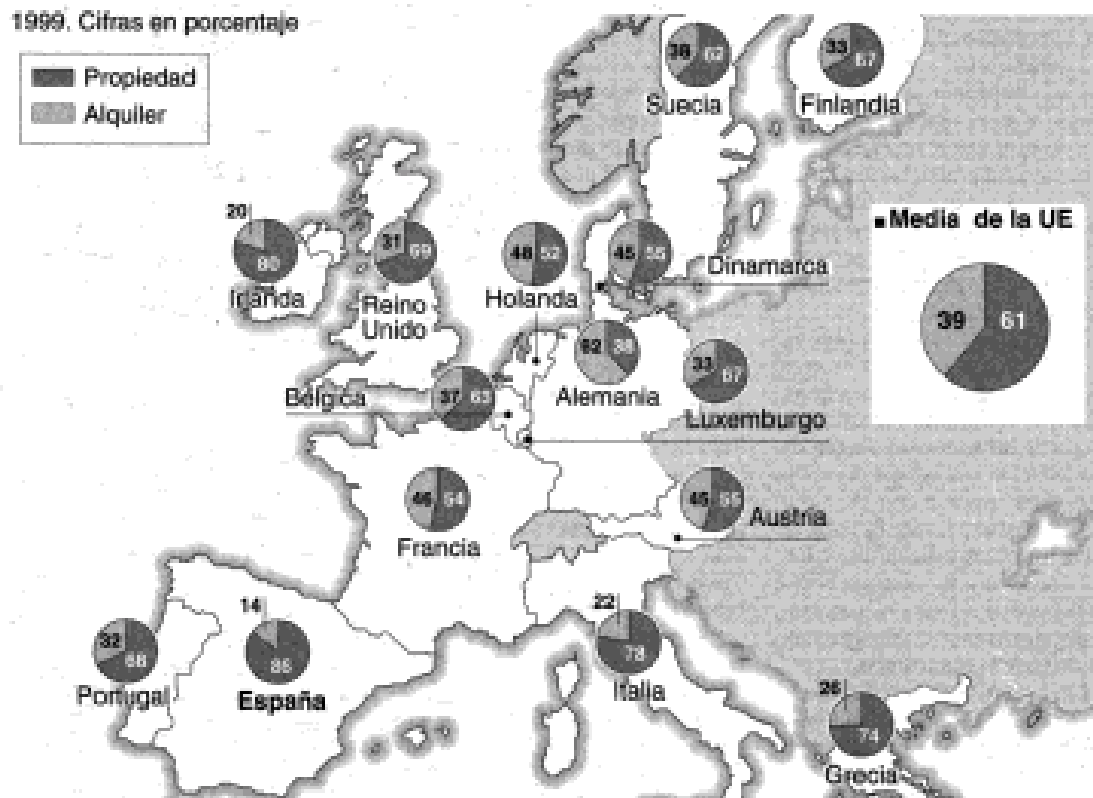 1999. Cifras en porcentaje
Propiedad
Alquiler
38 62
Suecia
33 67
Finlandia
20
80
Irlanda
31 69
Reino
Unido
48 52
Holanda
45 55
Dinamarca
Media de la UE
39 61
62 38
Alemania
33 67
Luxemburgo
Bélgica
37 63
46 54
Francia
45 55
Austria
32 68
Portugal
14
86
España
22
78
Italia
26
74
Grecia